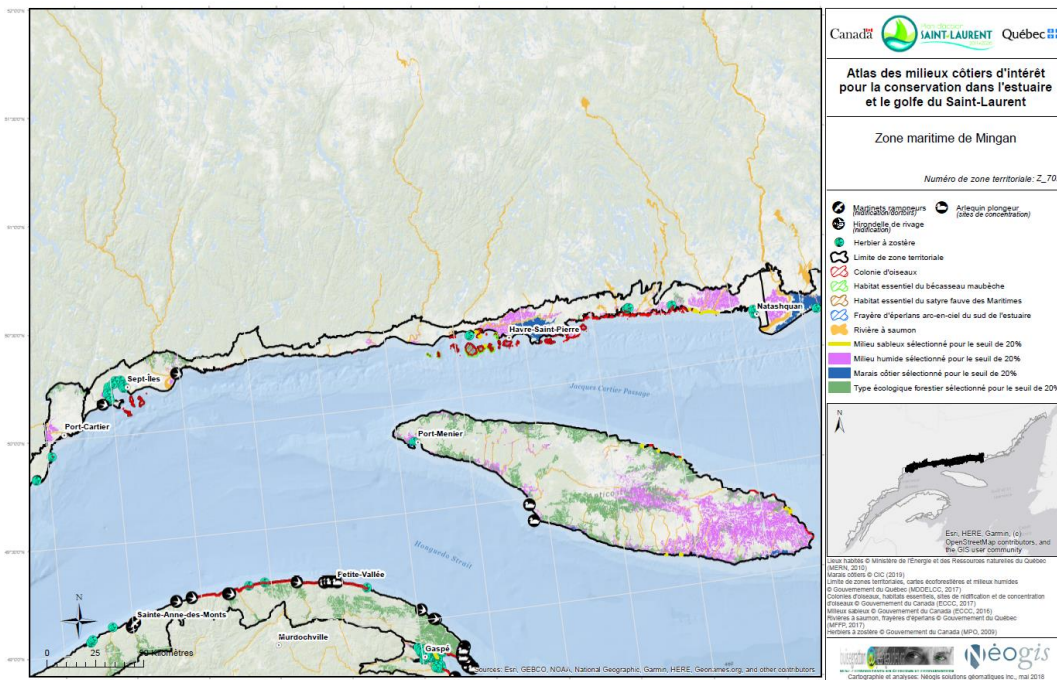 Canada
SAINT-LAURENT
Québec
Atlas des milieux côtiers d'intérêt
pour la conservation dans l'estuaire
et le golfe du Saint-Laurent
Zone maritime de Mingan
Numéro de zone territoriale: Z_70
Martinets ramoneurs
(nidification/dortoirs)
Arlequin plongeur
(sites de concentration)
Hirondelle de rivage
(nidification)
Herbier à zostère
Limite de zone territoriale
Colonie d'oiseaux
Habitat essentiel du bécasseau maubèche
Habitat essentiel du satyre fauve des Maritimes
Frayère d'éperlans arc-en-ciel du sud de l'estuaire
Rivière à saumon
Milieu sableux sélectionné pour le seuil de 20%
Milieu humide sélectionné pour le seuil de 20%
Marais côtier sélectionné pour le seuil de 20%
Type écologique forestier sélectionné pour le seuil de 20%
N
Esri, HERE, Garmin, (c)
OpenStreetMap contributors, and
the GIS user community
Lieux habités © Ministère de l'Énergie et des Ressources naturelles du Québec
(MERN, 2010)
Marais côtiers © CIC (2019)
Limite de zones territoriales, cartes écoforestières et milieux humides
© Gouvernement du Québec (MDDELCC, 2017)
Colonies d'oiseaux, habitats essentiels, sites de nidification et de concentration
d'oiseaux © Gouvernement du Canada (ECCC, 2017)
Milieux sableux © Gouvernement du Canada (ECCC, 2016)
Rivières à saumon, frayères d'éperlans © Gouvernement du Québec
(MFFP, 2017)
Herbiers à zostère © Gouvernement du Canada (MPO, 2009)
Néogis
Cartographie et analyses: Néogis solutions géomatiques inc., mai 2018
Natashquan
Havre-Saint-Pierre
Sept-Îles
Jacques Cartier Passage
Port-Cartier
Port-Menier
Honguedo Strait
Petite-Vallée
Sainte-Anne-des-Monts
Murdochville
Gaspé
N
0 25 50 Kilomètres
Sources: Esri, GEBCO, NOAA, National Geographic, Garmin, HERE, Geonames.org, and other contributors